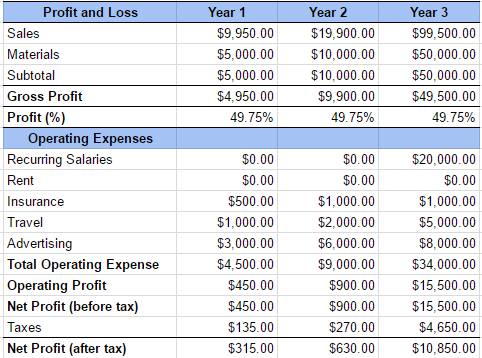 Profit and Loss Year 1 Year 2 Year 3
Sales $9,950.00 $19,900.00 $99,500.00
Materials $5,000.00 $10,000.00 $50,000.00
Subtotal $5,000.00 $10,000.00 $50,000.00
Gross Profit $4,950.00 $9,900.00 $49,500.00
Profit (%) 49.75% 49.75% 49.75%
Operating Expenses
Recurring Salaries $0.00 $0.00 $20,000.00
Rent $0.00 $0.00 $0.00
Insurance $500.00 $1,000.00 $1,000.00
Travel $1,000.00 $2,000.00 $5,000.00
Advertising $3,000.00 $6,000.00 $8,000.00
Total Operating Expense $4,500.00 $9,000.00 $34,000.00
Operating Profit $450.00 $900.00 $15,500.00
Net Profit (before tax) $450.00 $900.00 $15,500.00
Taxes $135.00 $270.00 $4,650.00
Net Profit (after tax) $315.00 $630.00 $10,850.00